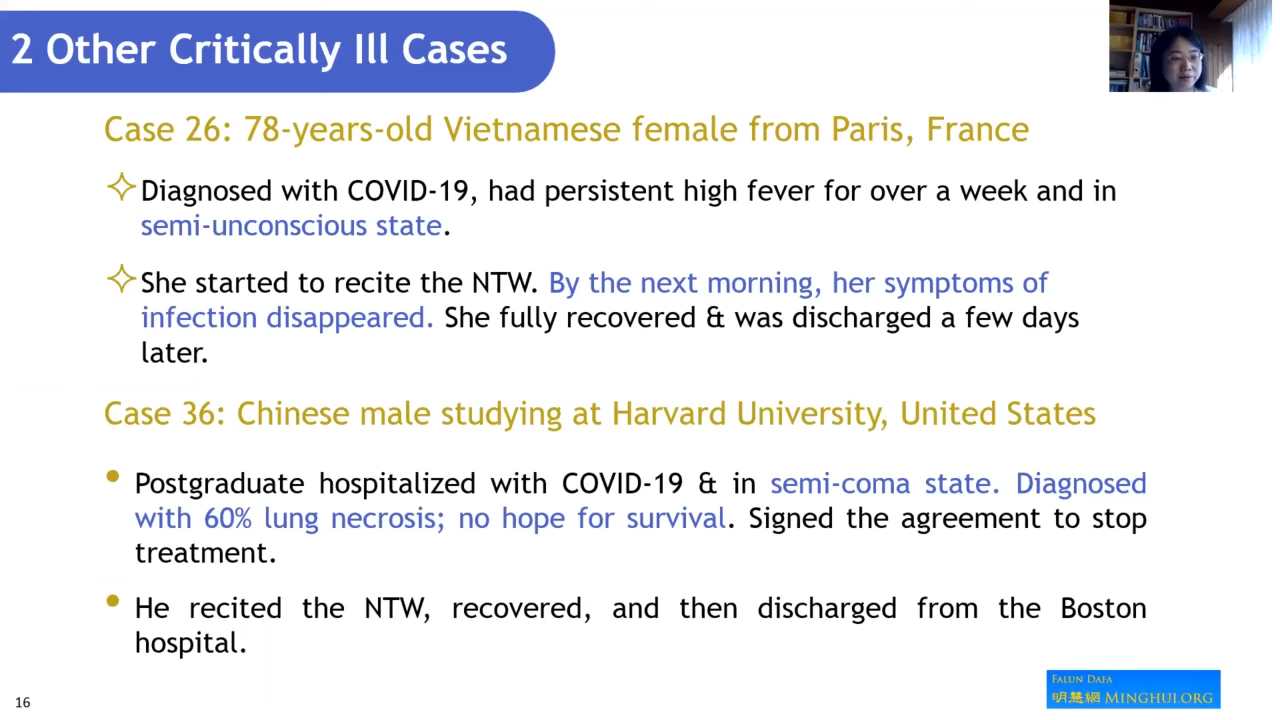 2 Other Critically Ill Cases
Case 26: 78-years-old Vietnamese female from Paris, France
Diagnosed with COVID-19, had persistent high fever for over a week and in
semi-unconscious state.
She started to recite the NTW. By the next morning, her symptoms of
infection disappeared. She fully recovered & was discharged a few days
later.
Case 36: Chinese male studying at Harvard University, United States
Postgraduate hospitalized with COVID-19 & in semi-coma state. Diagnosed
with 60% lung necrosis; no hope for survival. Signed the agreement to stop
treatment.
He recited the NTW, recovered, and then discharged from the Boston
hospital.
16
FALUN DAFA
明慧網 MINGHUI.ORG